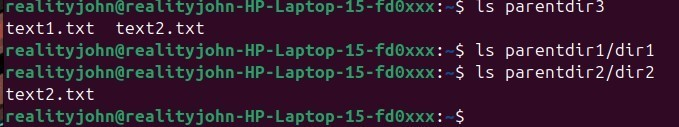 realityjohn@realityjohn-HP-Laptop-15-fd0xxx:~$ ls parentdir3
text1.txt  text2.txt
realityjohn@realityjohn-HP-Laptop-15-fd0xxx:~$ ls parentdir1/dir1
realityjohn@realityjohn-HP-Laptop-15-fd0xxx:~$ ls parentdir2/dir2
text2.txt
realityjohn@realityjohn-HP-Laptop-15-fd0xxx:~$